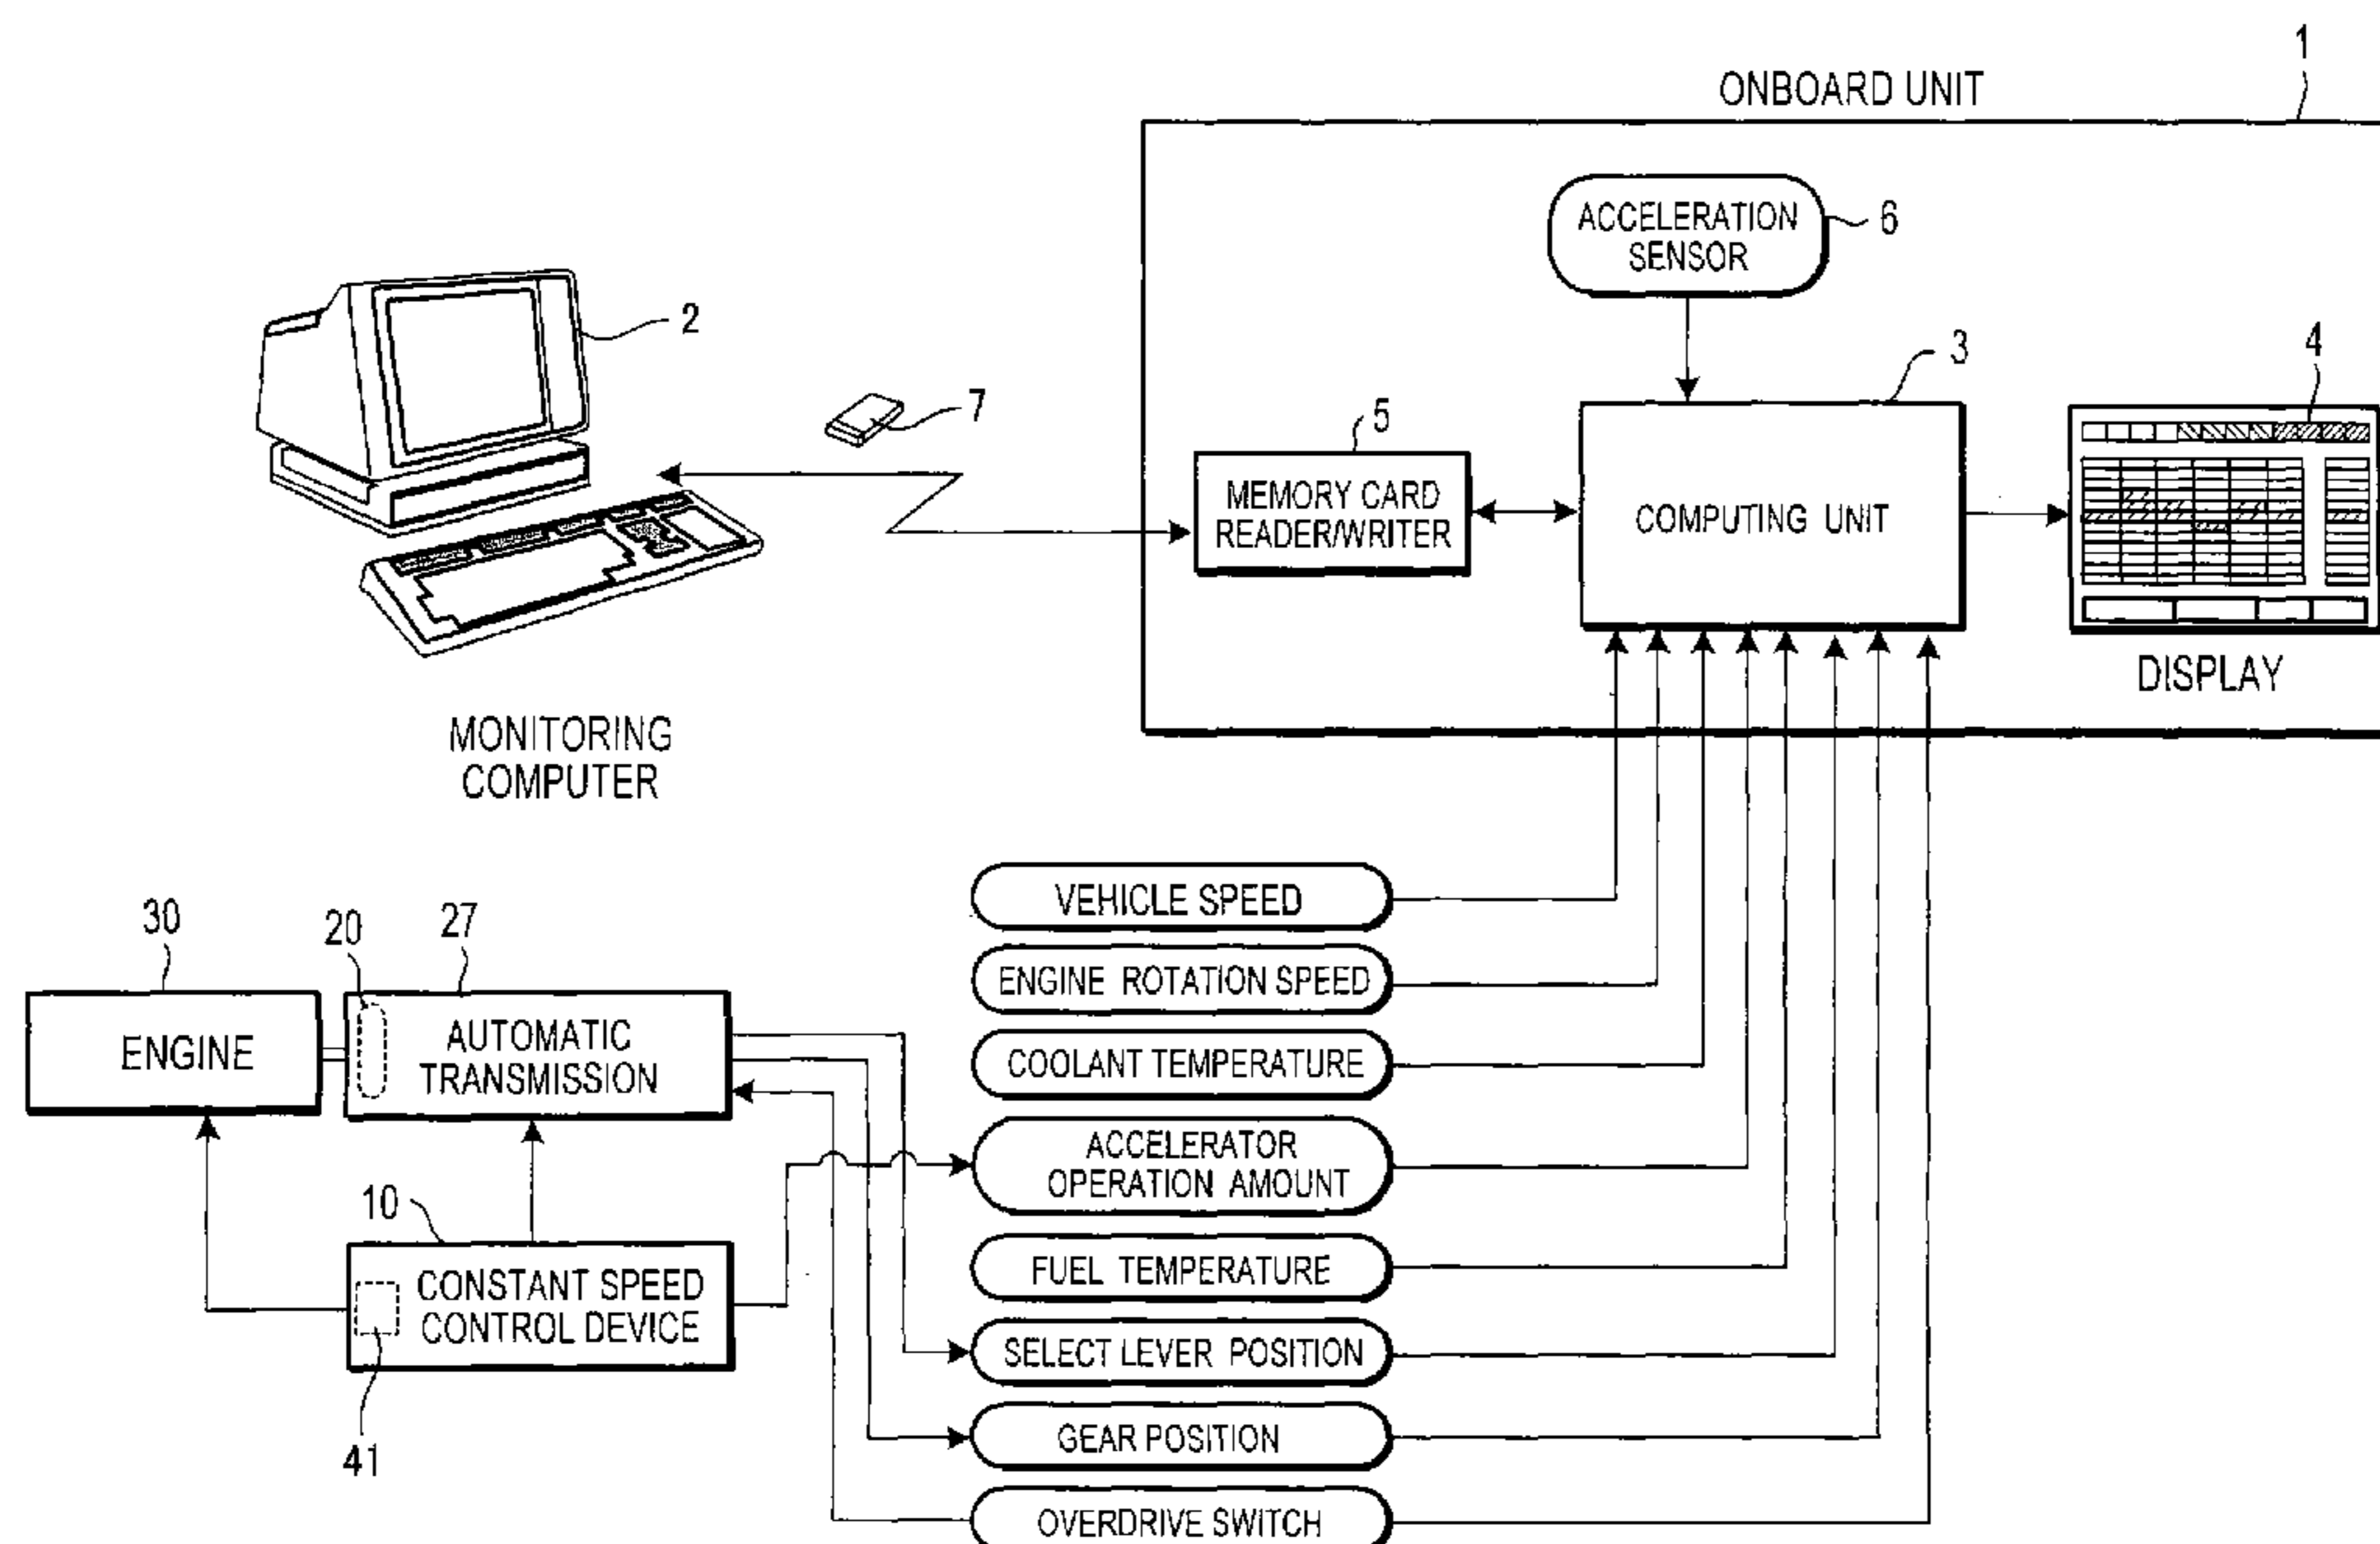 1
ONBOARD UNIT
ACCELERATION
SENSOR
6
2
7
5
3
4
MEMORY CARD
READER/WRITER
COMPUTING UNIT
DISPLAY
MONITORING
COMPUTER
30
20
27
ENGINE
AUTOMATIC
TRANSMISSION
10
CONSTANT SPEED
CONTROL DEVICE
41
VEHICLE SPEED
ENGINE ROTATION SPEED
COOLANT TEMPERATURE
ACCELERATOR
OPERATION AMOUNT
FUEL TEMPERATURE
SELECT LEVER POSITION
GEAR POSITION
OVERDRIVE SWITCH